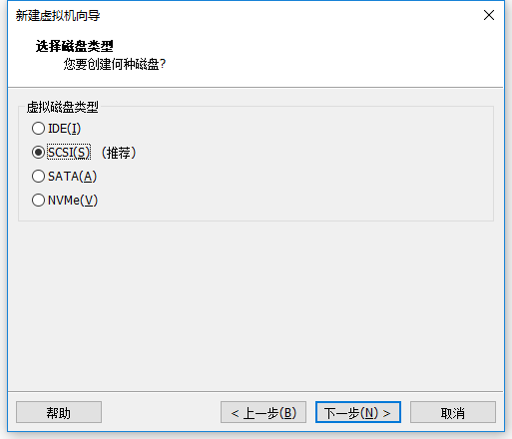 新建虚拟机向导
选择磁盘类型
您要创建何种磁盘?
虚拟磁盘类型
IDE(I)
SCSI(S) （推荐）
SATA(A)
NVMe(V)
帮助 < 上一步(B) 下一步(N) > 取消